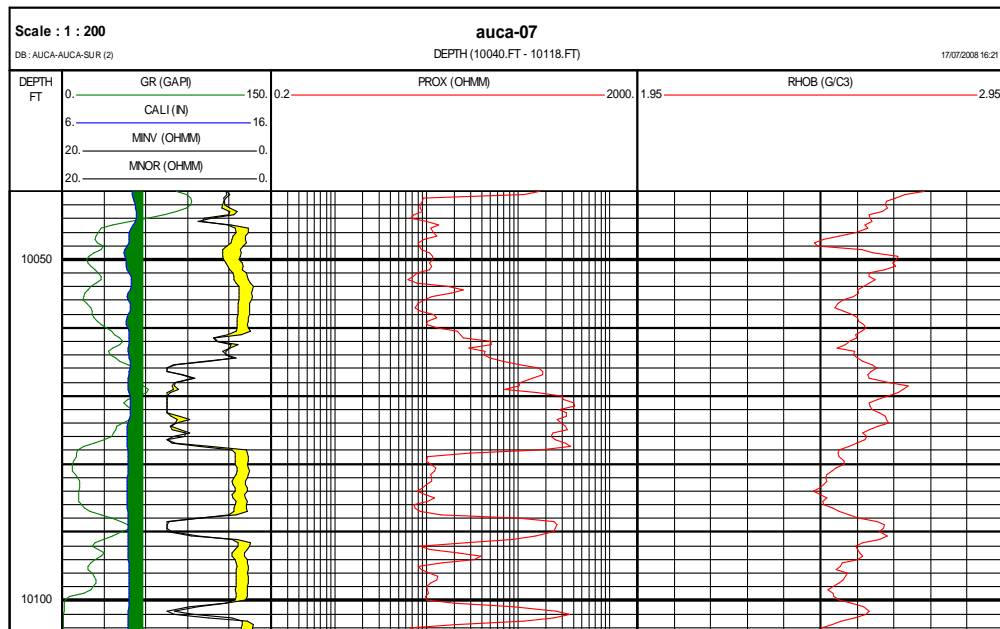 Scale : 1 : 200
auca-07
DB : AUCA-AUCA-SUR (2)
DEPTH (10040.FT - 10118.FT)
17/07/2008 16:21
DEPTH
FT
GR (GAPI)
0. 150.
CALI (IN)
6. 16.
MINV (OHMM)
20. 0.
MNOR (OHMM)
20. 0.
PROX (OHMM)
0.2 2000.
RHOB (G/C3)
1.95 2.95
10050
10100